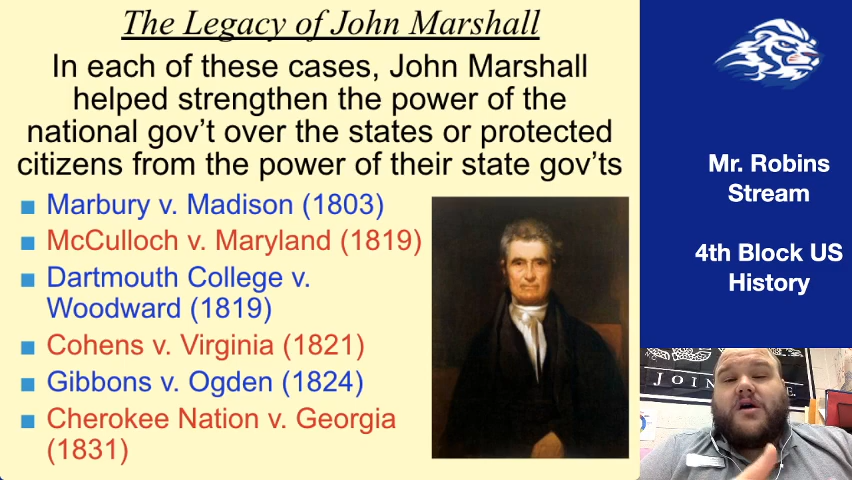 The Legacy of John Marshall
In each of these cases, John Marshall
helped strengthen the power of the
national gov’t over the states or protected
citizens from the power of their state gov’ts
Marbury v. Madison (1803)
McCulloch v. Maryland (1819)
Dartmouth College v.
Woodward (1819)
Cohens v. Virginia (1821)
Gibbons v. Ogden (1824)
Cherokee Nation v. Georgia
(1831)
Mr. Robins
Stream
4th Block US
History
JOIN